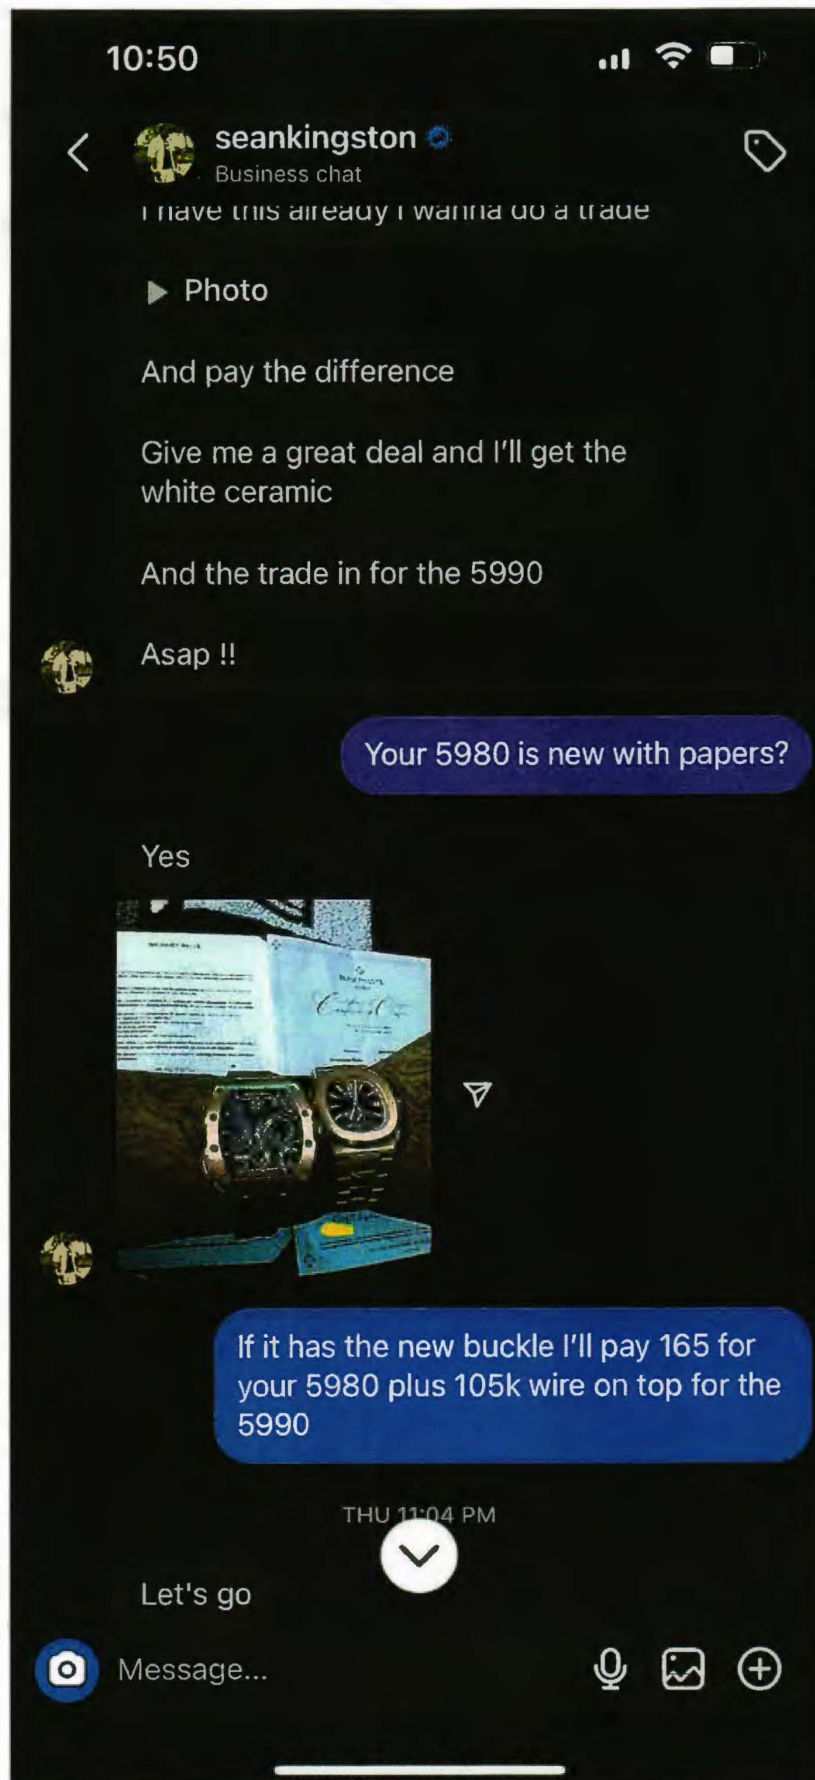 10:50
seankingston
Business chat
I have this already I wanna do a trade
Photo
And pay the difference
Give me a great deal and I'll get the
white ceramic
And the trade in for the 5990
Asap !!
Your 5980 is new with papers?
Yes
If it has the new buckle I'll pay 165 for
your 5980 plus 105k wire on top for the
5990
THU 11:04 PM
Let's go
Message...